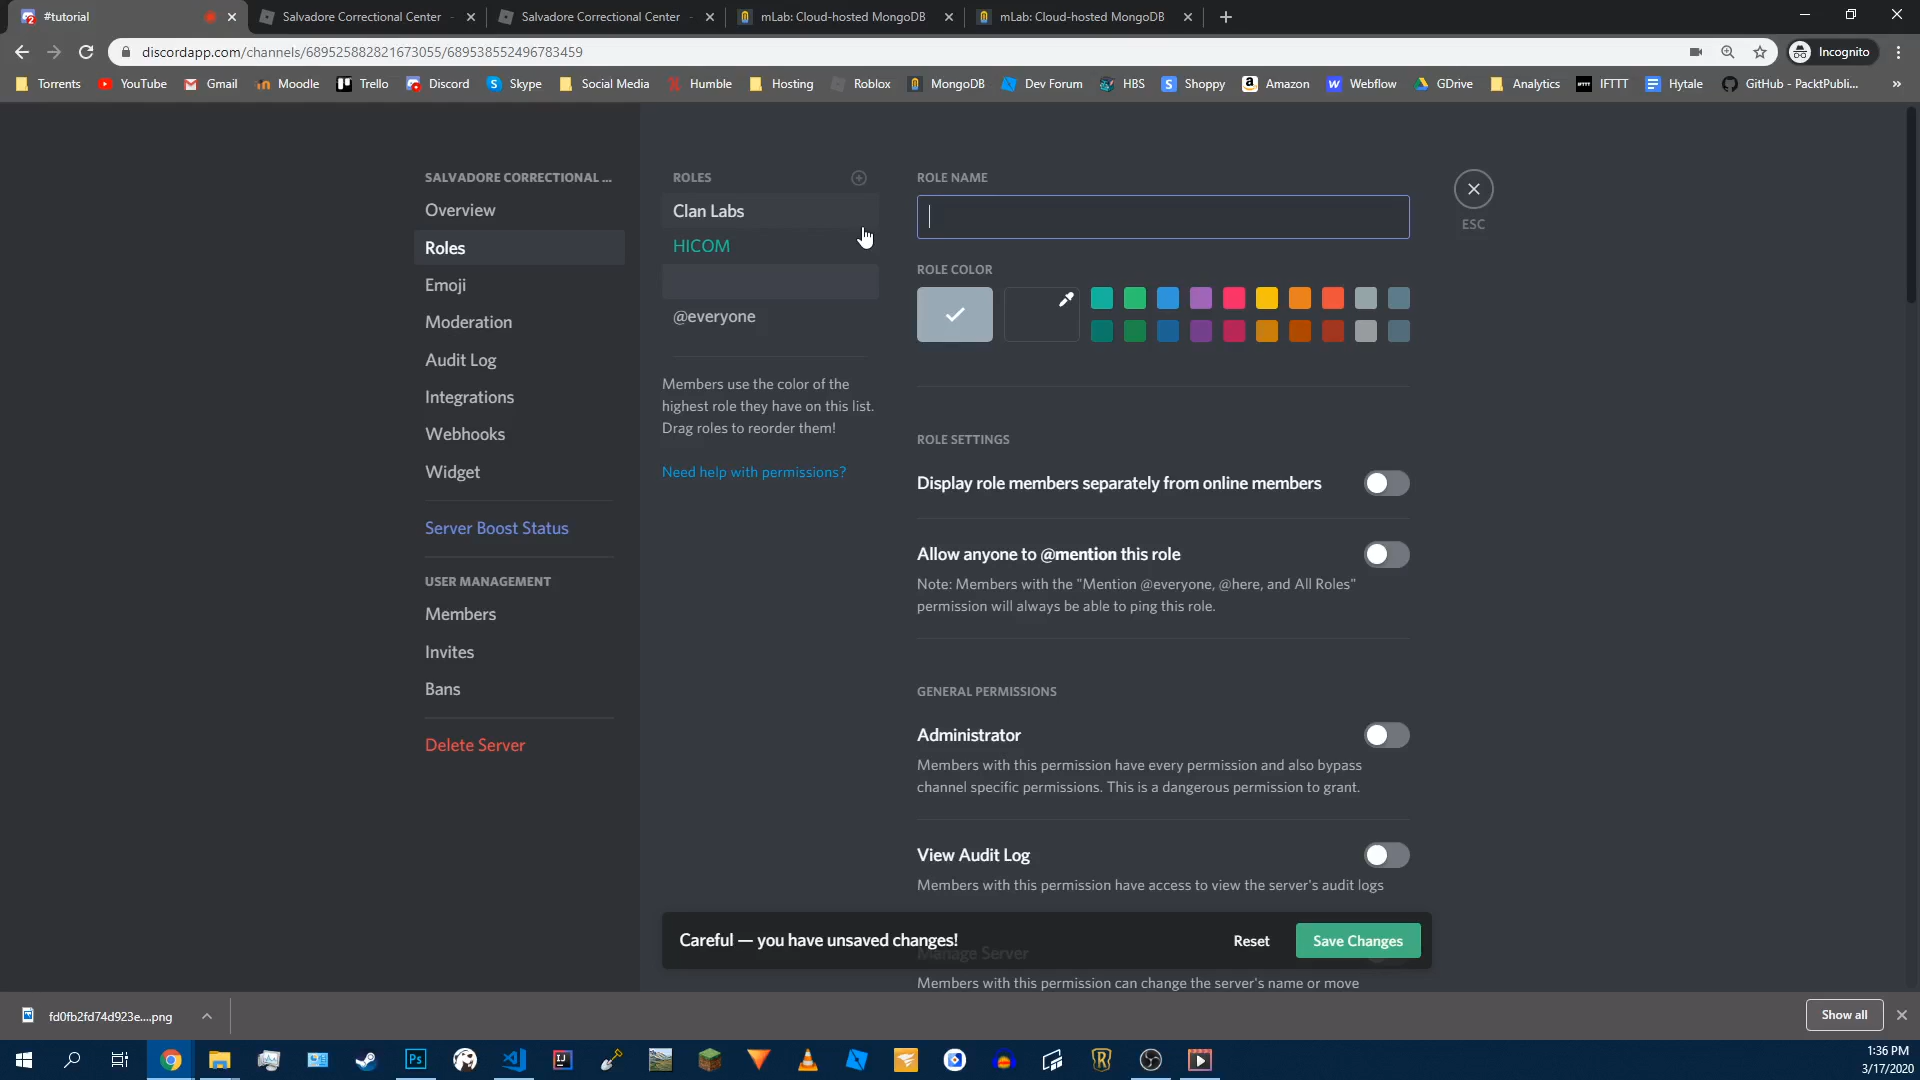 #tutorial
Salvadore Correctional Center
Salvadore Correctional Center
mLab: Cloud-hosted MongoDB
mLab: Cloud-hosted MongoDB
discordapp.com/channels/689525882821673055/689538552496783459
Incognito
Torrents
YouTube
Gmail
Moodle
Trello
Discord
Skype
Social Media
Humble
Hosting
Roblox
MongoDB
Dev Forum
HBS
Shoppy
Amazon
Webflow
GDrive
Analytics
IFTTT
Hytale
GitHub - PacktPubli...
SALVADORE CORRECTIONAL ...
Overview
Roles
Emoji
Moderation
Audit Log
Integrations
Webhooks
Widget
Server Boost Status
USER MANAGEMENT
Members
Invites
Bans
Delete Server
ROLES
Clan Labs
HICOM
@everyone
Members use the color of the
highest role they have on this list.
Drag roles to reorder them!
Need help with permissions?
ROLE NAME
ESC
ROLE COLOR
ROLE SETTINGS
Display role members separately from online members
Allow anyone to @mention this role
Note: Members with the "Mention @everyone, @here, and All Roles"
permission will always be able to ping this role.
GENERAL PERMISSIONS
Administrator
Members with this permission have every permission and also bypass
channel specific permissions. This is a dangerous permission to grant.
View Audit Log
Members with this permission have access to view the server's audit logs
Careful — you have unsaved changes!
Reset
Save Changes
Manage Server
Members with this permission can change the server's name or move
fd0fb2fd74d923e....png
Show all
1:36 PM
3/17/2020